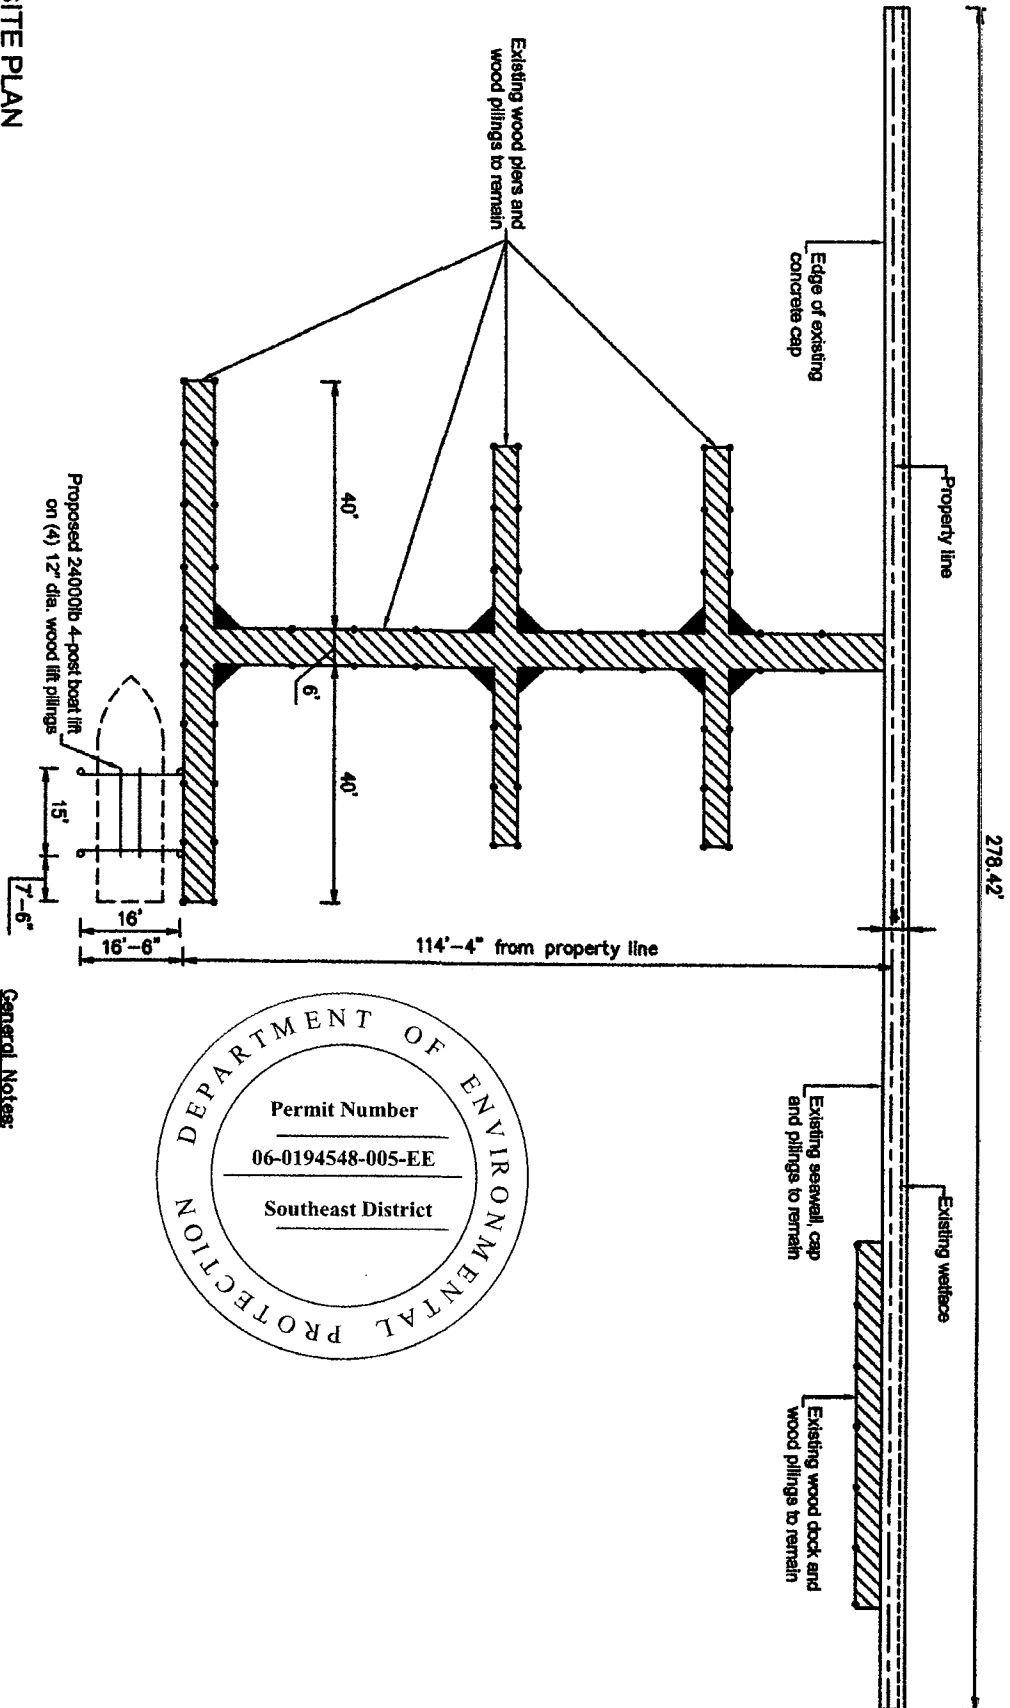 SITE PLAN
278.42'
Property line
Existing wetface
Edge of existing
concrete cap
Existing seawall, cap
and pilings to remain
Existing wood dock and
wood pilings to remain
Existing wood piers and
wood pilings to remain
40'
6'
40'
114'-4" from property line
16'
16'-6"
Proposed 24000lb 4-post boat lift
on (4) 12" dia. wood lift pilings
15'
7'-6"
DEPARTMENT OF ENVIRONMENTAL PROTECTION
Permit Number
06-0194548-005-EE
Southeast District
General Notes: